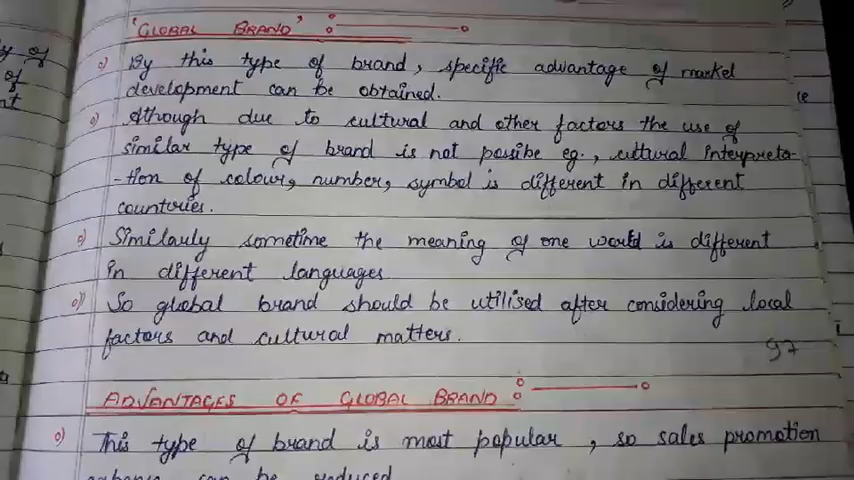 'GLOBAL BRAND'
By this type of brand, specific advantage of market
development can be obtained.
Although due to cultural and other factors the use of
similar type of brand is not possibe eg., cultural interpreta-
-tion of colour, number, symbol is different in different
countries.
Similarly sometime the meaning of one world is different
in different languages
So global brand should be utilised after considering local
factors and cultural matters.
97
ADVANTAGES OF GLOBAL BRAND
This type of brand is most popular, so sales promotion
can be reduced